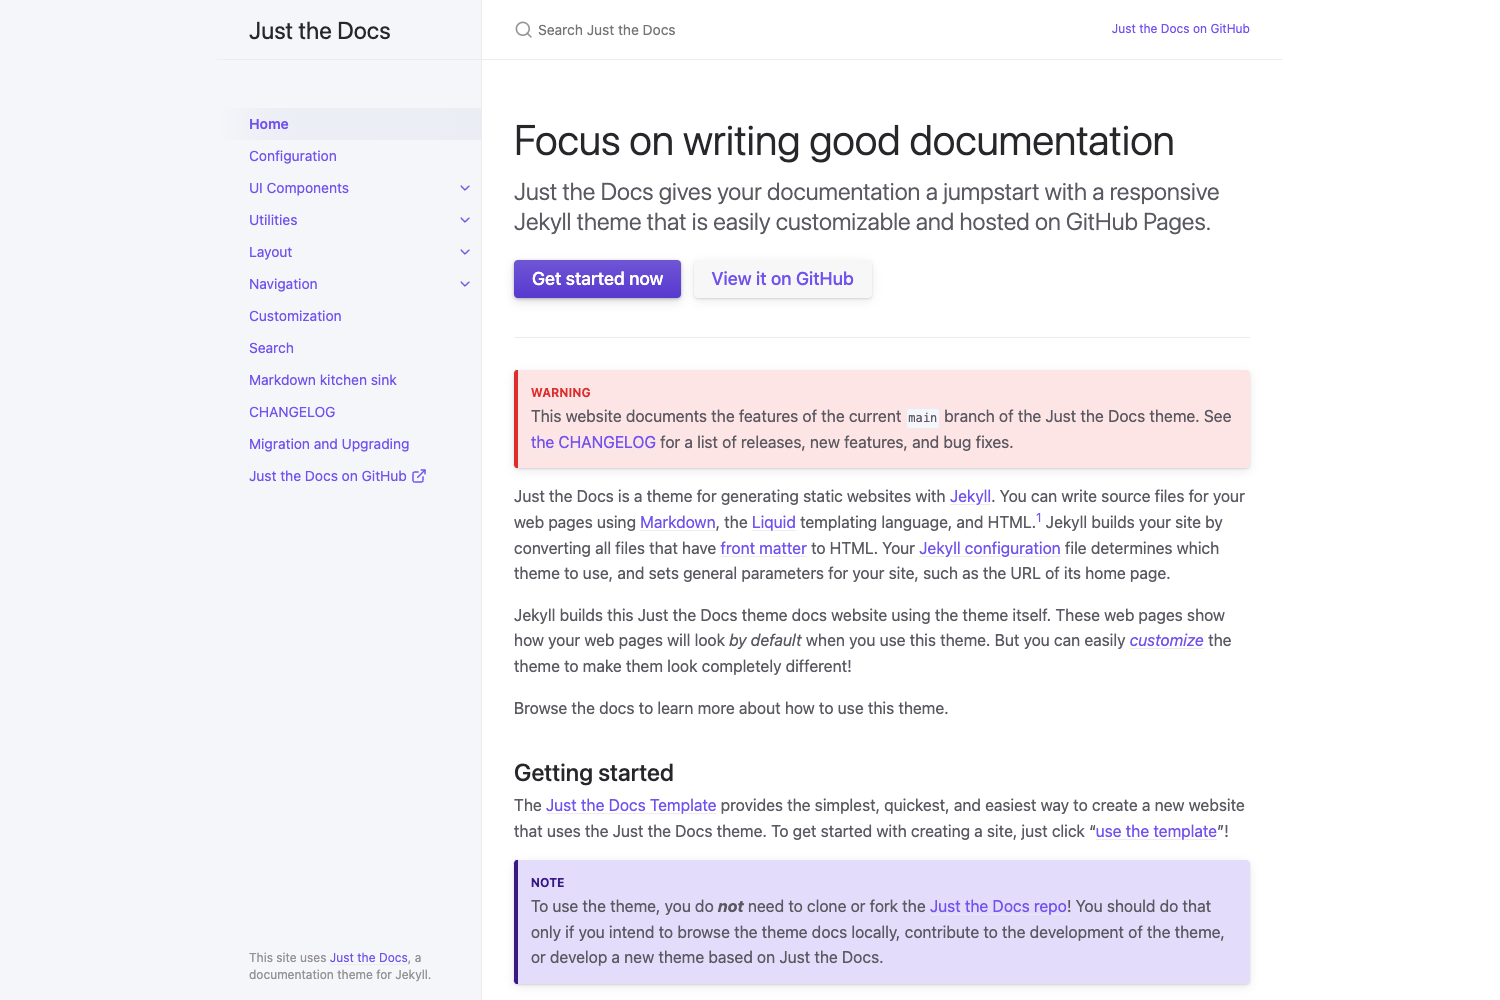 Just the Docs
Search Just the Docs
Just the Docs on GitHub
Home
Configuration
UI Components
Utilities
Layout
Navigation
Customization
Search
Markdown kitchen sink
CHANGELOG
Migration and Upgrading
Just the Docs on GitHub
This site uses Just the Docs, a
documentation theme for Jekyll.
Focus on writing good documentation
Just the Docs gives your documentation a jumpstart with a responsive
Jekyll theme that is easily customizable and hosted on GitHub Pages.
Get started now
View it on GitHub
WARNING
This website documents the features of the current main branch of the Just the Docs theme. See
the CHANGELOG for a list of releases, new features, and bug fixes.
Just the Docs is a theme for generating static websites with Jekyll. You can write source files for your
web pages using Markdown, the Liquid templating language, and HTML.1 Jekyll builds your site by
converting all files that have front matter to HTML. Your Jekyll configuration file determines which
theme to use, and sets general parameters for your site, such as the URL of its home page.
Jekyll builds this Just the Docs theme docs website using the theme itself. These web pages show
how your web pages will look by default when you use this theme. But you can easily customize the
theme to make them look completely different!
Browse the docs to learn more about how to use this theme.
Getting started
The Just the Docs Template provides the simplest, quickest, and easiest way to create a new website
that uses the Just the Docs theme. To get started with creating a site, just click “use the template”!
NOTE
To use the theme, you do not need to clone or fork the Just the Docs repo! You should do that
only if you intend to browse the theme docs locally, contribute to the development of the theme,
or develop a new theme based on Just the Docs.